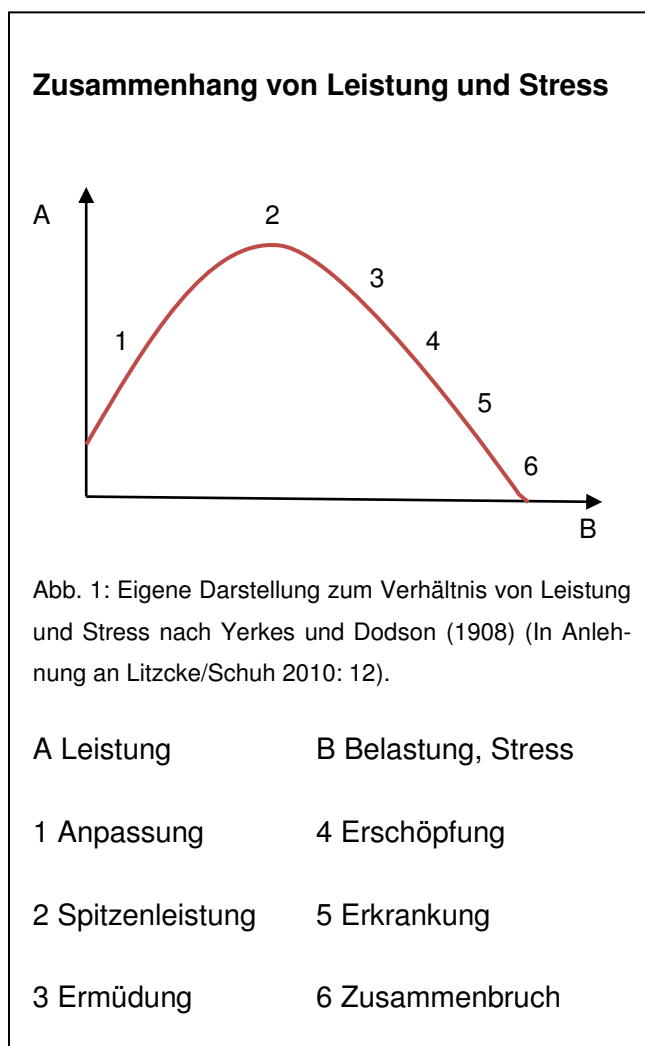 Zusammenhang von Leistung und Stress
A
2
3
1
4
5
6
B
Abb. 1: Eigene Darstellung zum Verhältnis von Leistung
und Stress nach Yerkes und Dodson (1908) (In Anleh-
nung an Litzcke/Schuh 2010: 12).
A Leistung B Belastung, Stress
1 Anpassung 4 Erschöpfung
2 Spitzenleistung 5 Erkrankung
3 Ermüdung 6 Zusammenbruch